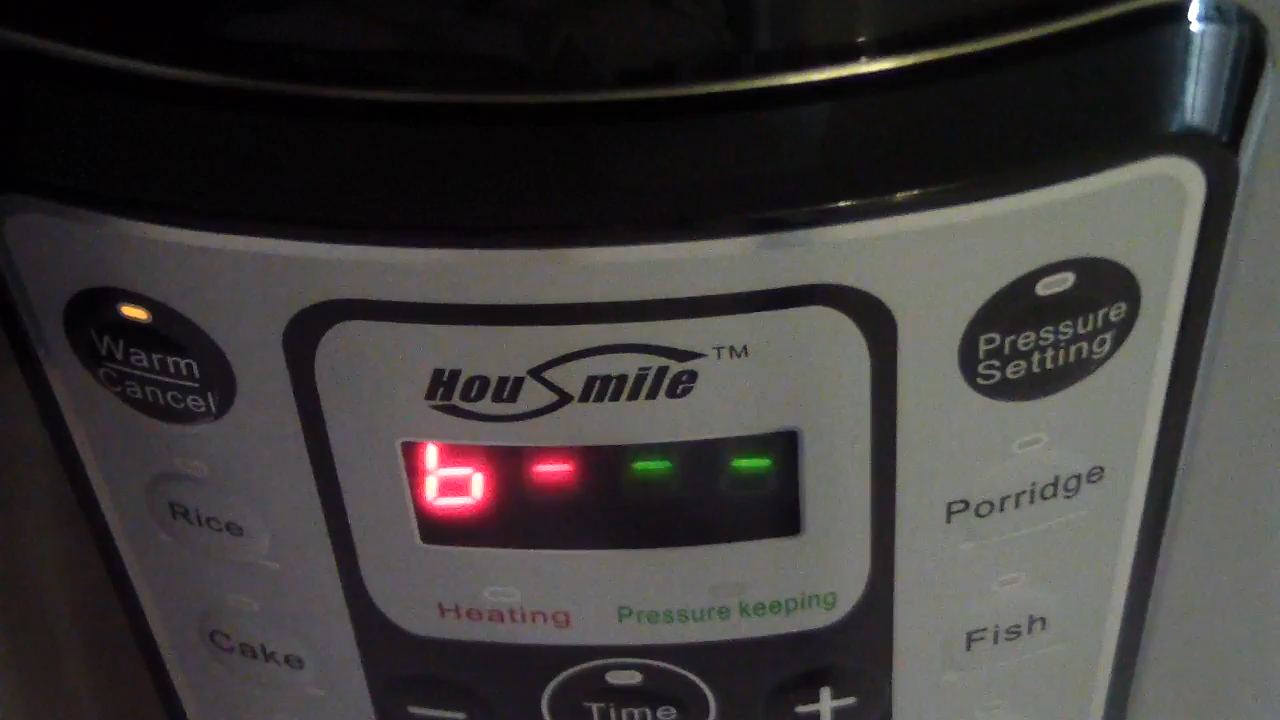 Warm
Cancel
Pressure
Setting
HouSmile™
b - - -
Rice
Porridge
Heating
Pressure keeping
Cake
Fish
−
Time
+